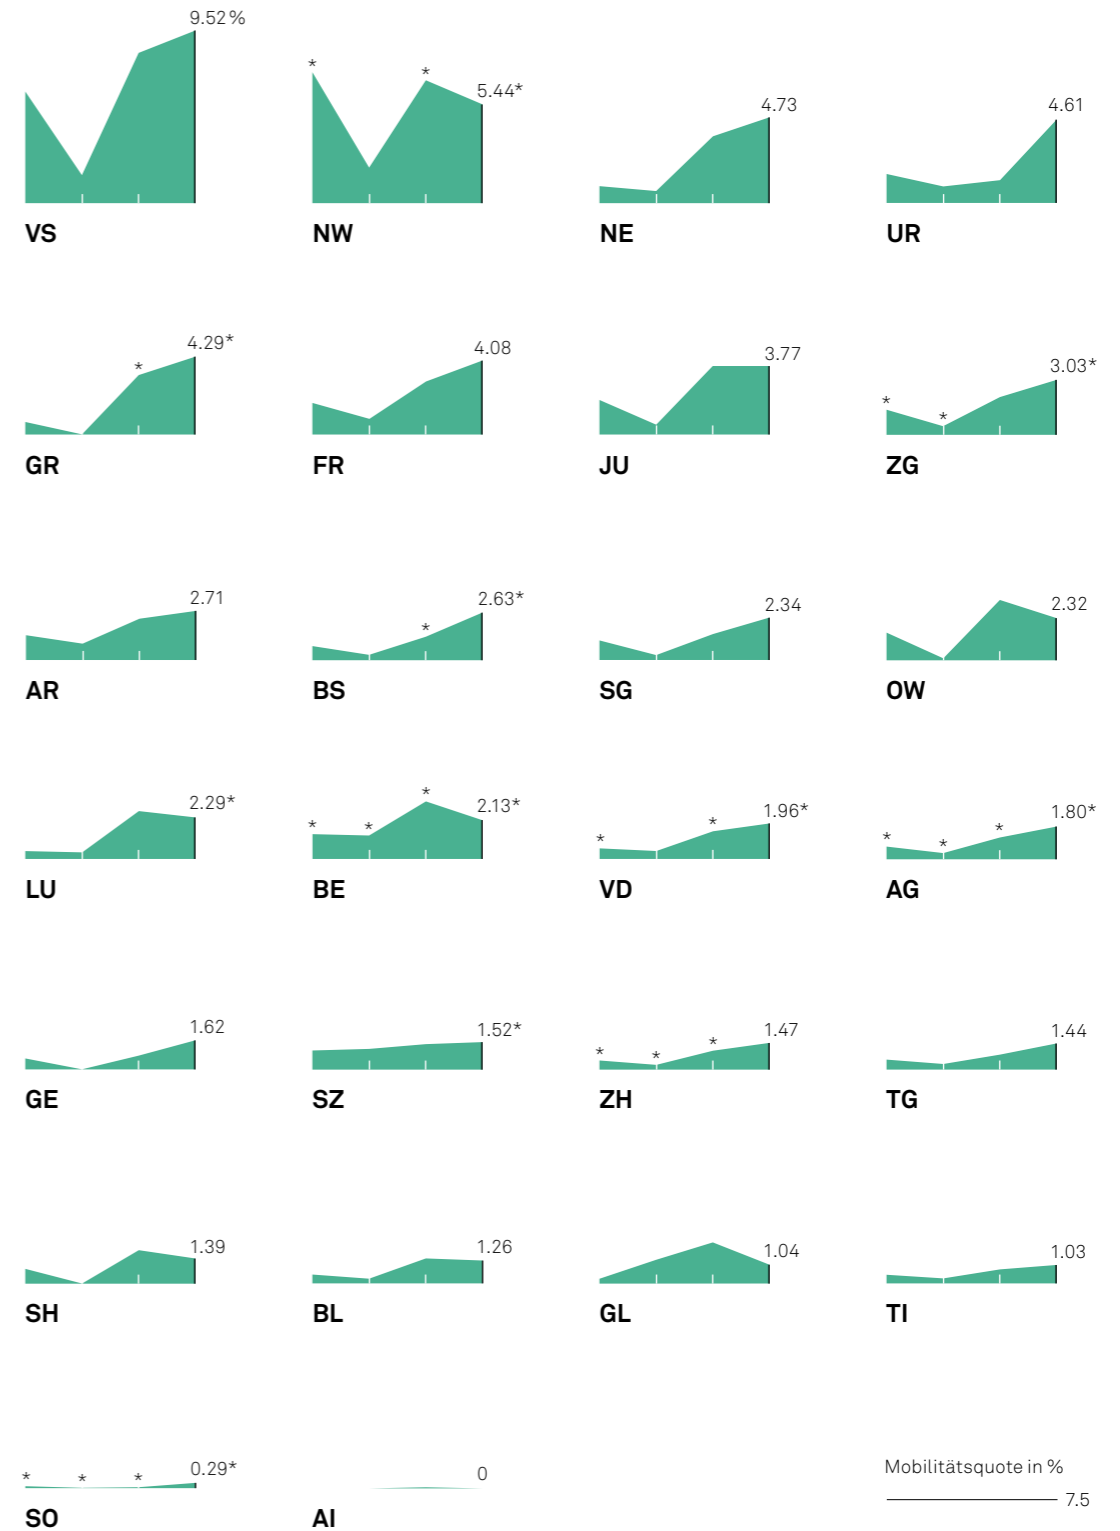 9.52 %
* * 5.44*
4.73
4.61
VS NW NE UR
* 4.29*
4.08
3.77
* * 3.03*
GR FR JU ZG
2.71
* 2.63*
2.34
2.32
AR BS SG OW
2.29*
* * * 2.13*
* * 1.96*
* * * 1.80*
LU BE VD AG
1.62
1.52*
* * * 1.47
1.44
GE SZ ZH TG
1.39
1.26
1.04
1.03
SH BL GL TI
* * * 0.29*
0
SO AI
Mobilitätsquote in %
7.5